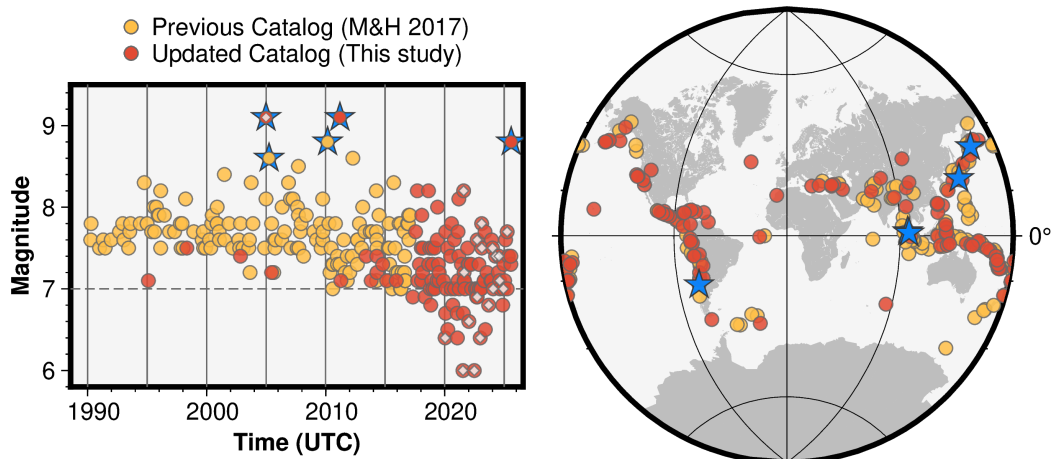 Previous Catalog (M&H 2017)
Updated Catalog (This study)
Magnitude
9
8
7
6
1990
2000
2010
2020
Time (UTC)
0°